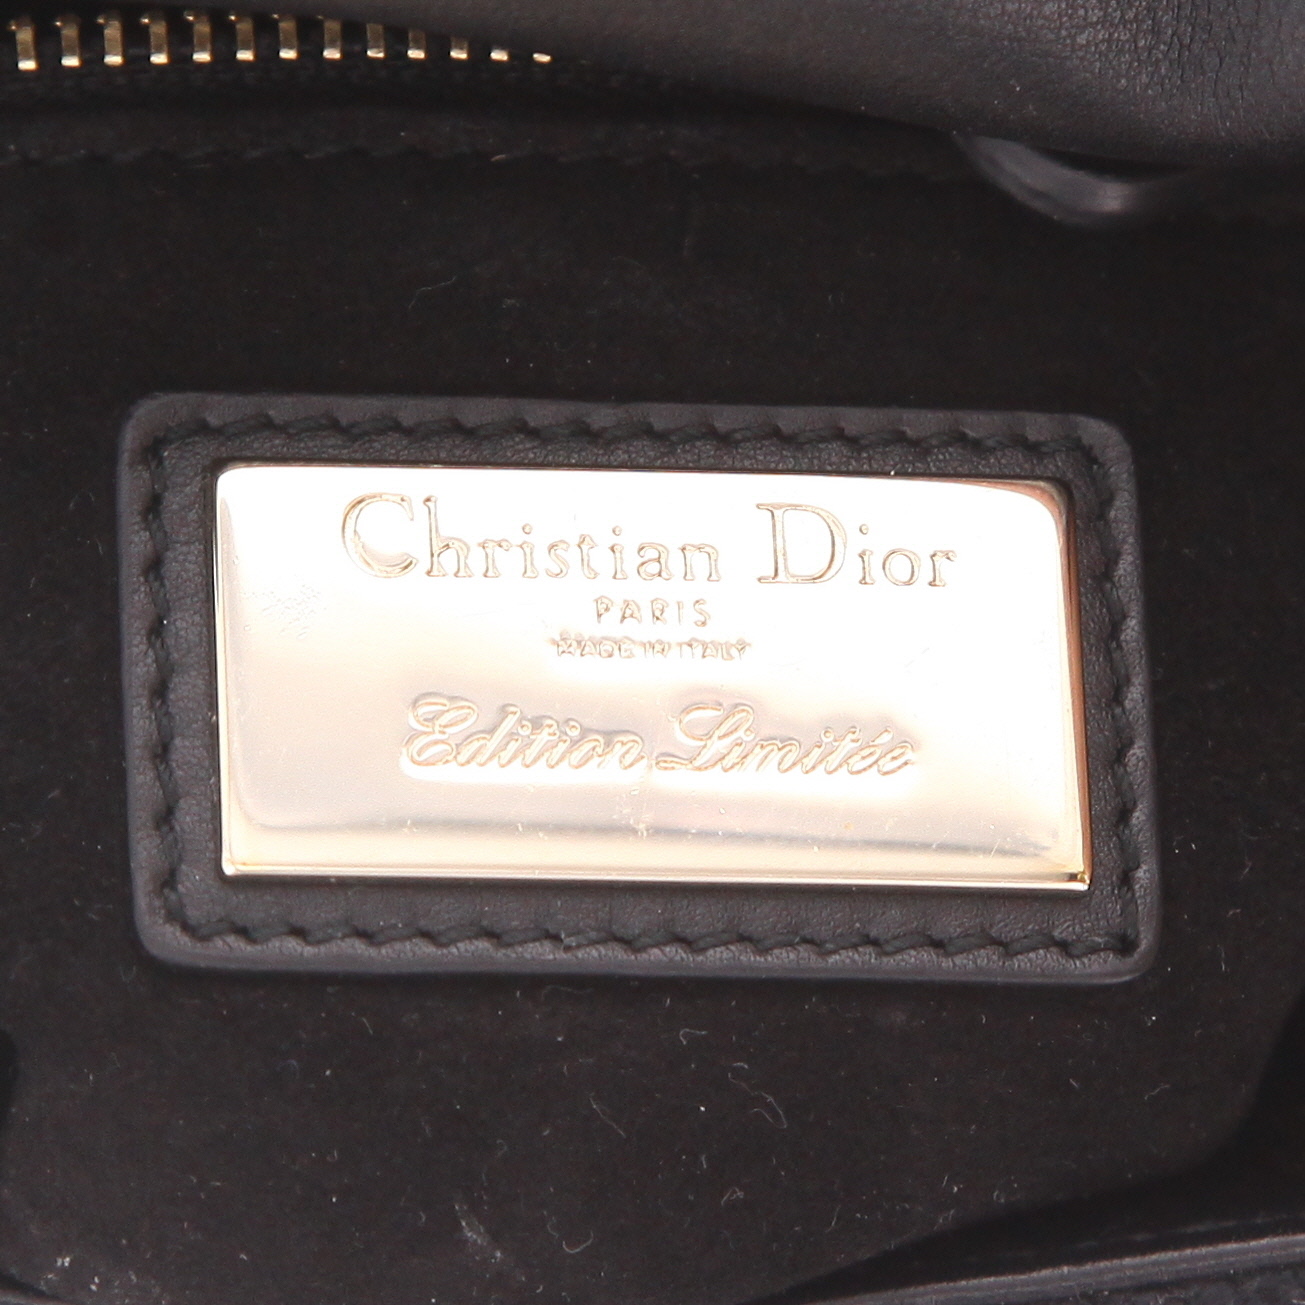 Christian Dior
PARIS
MADE IN ITALY
Edition Limitée